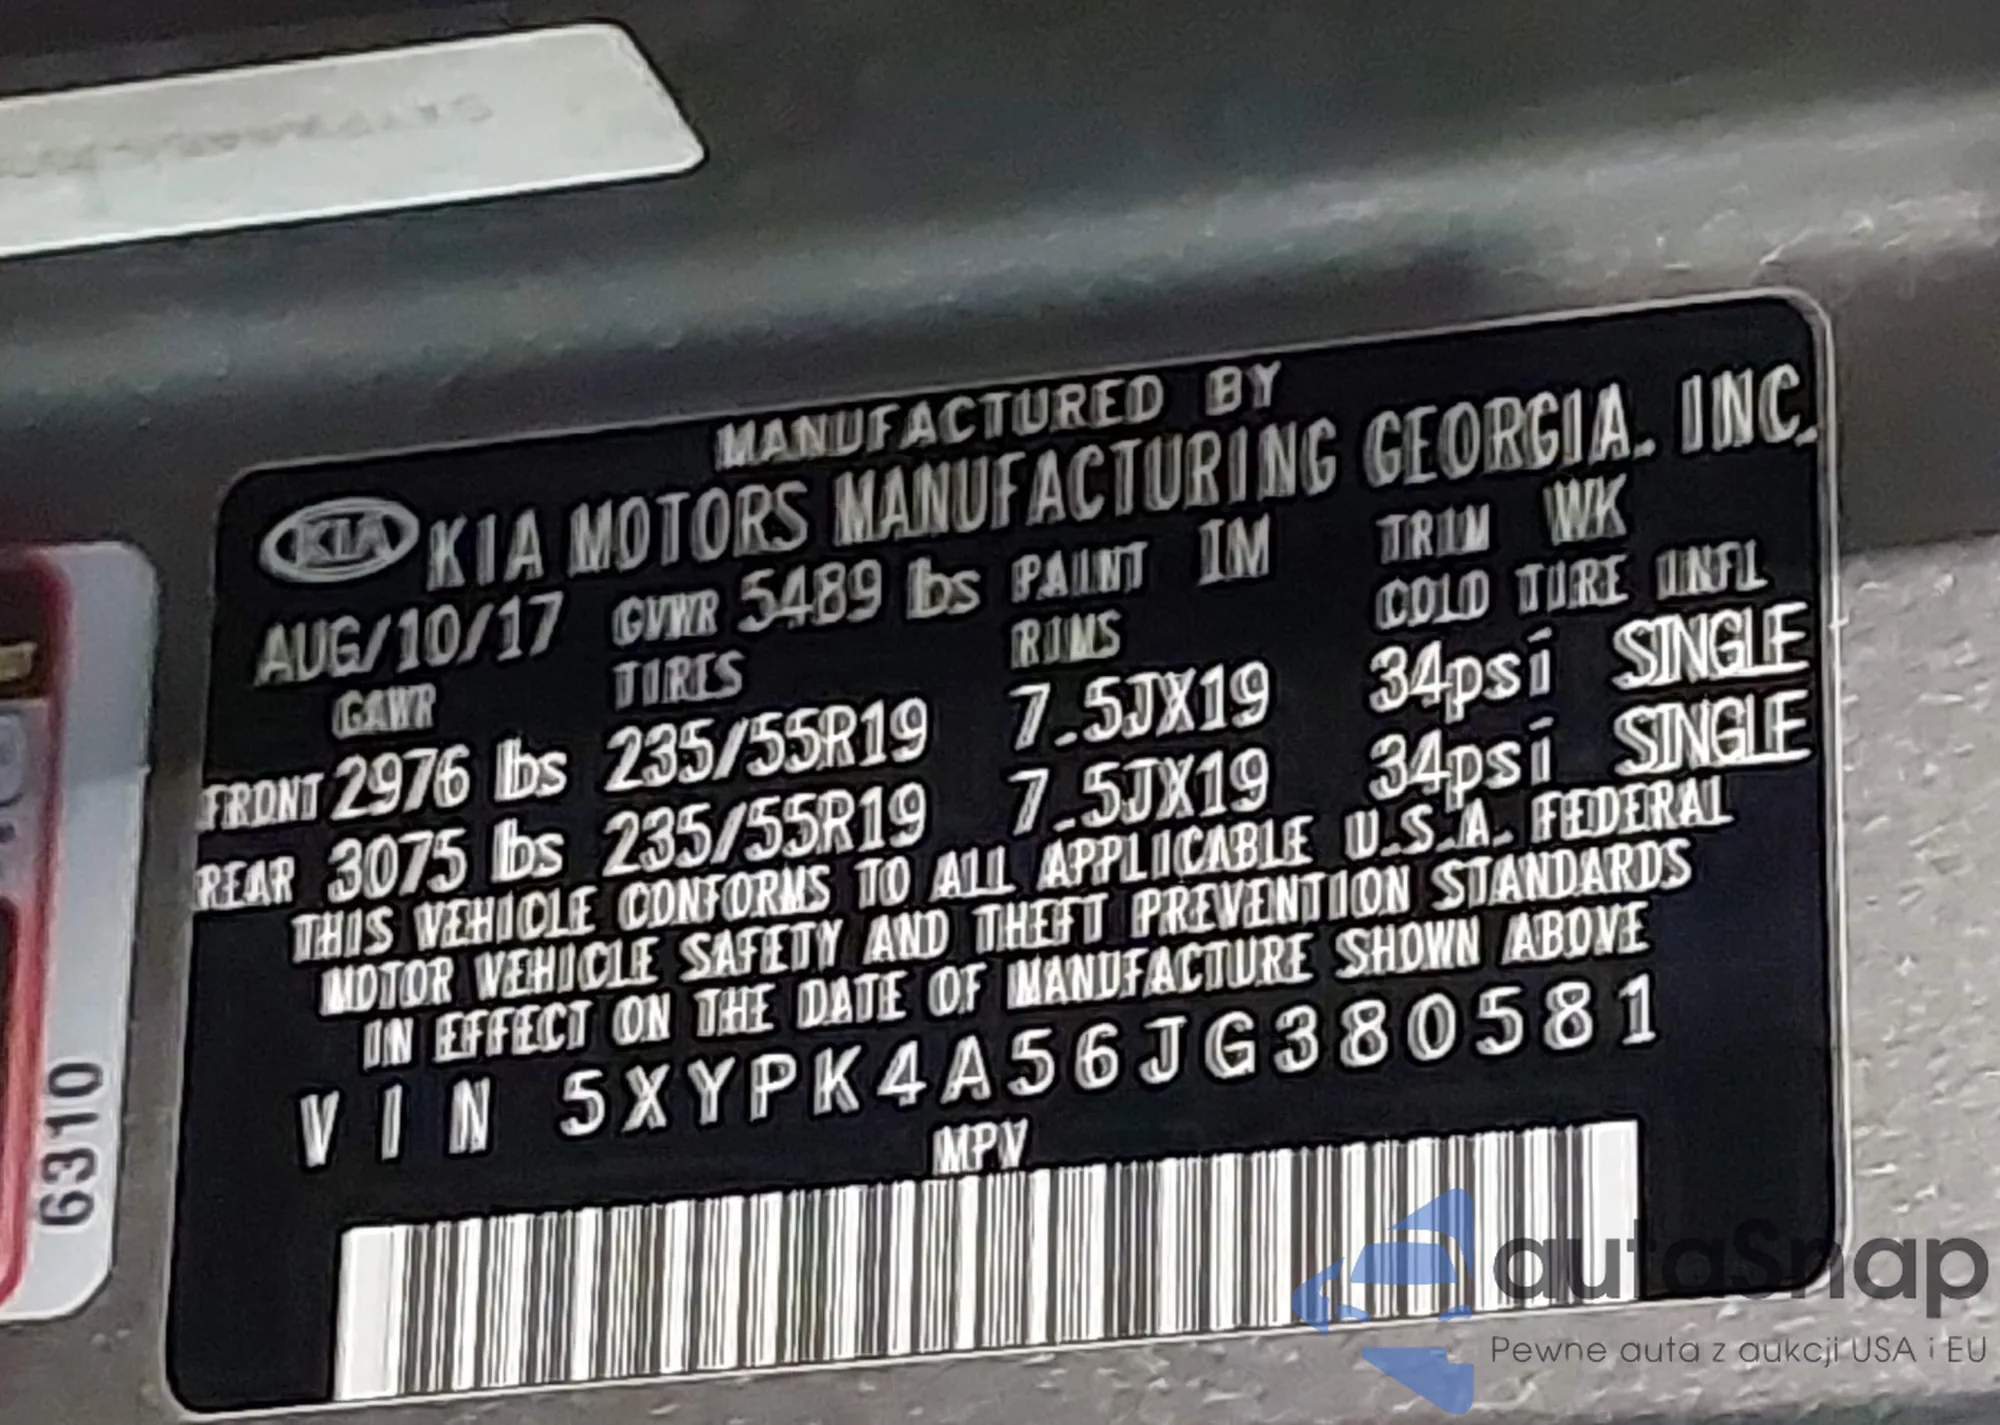 MANUFACTURED BY
KIA KIA MOTORS MANUFACTURING GEORGIA. INC.
AUG/10/17 GVWR 5489 lbs PAINT IM TRIM WK
GAWR TIRES RIMS COLD TIRE INFL
FRONT 2976 lbs 235/55R19 7.5JX19 34psi SINGLE
REAR 3075 lbs 235/55R19 7.5JX19 34psi SINGLE
THIS VEHICLE CONFORMS TO ALL APPLICABLE U.S.A. FEDERAL
MOTOR VEHICLE SAFETY AND THEFT PREVENTION STANDARDS
IN EFFECT ON THE DATE OF MANUFACTURE SHOWN ABOVE
VIN 5XYPK4A56JG380581
MPV
6310
autaSnap
Pewne auta z aukcji USA i EU